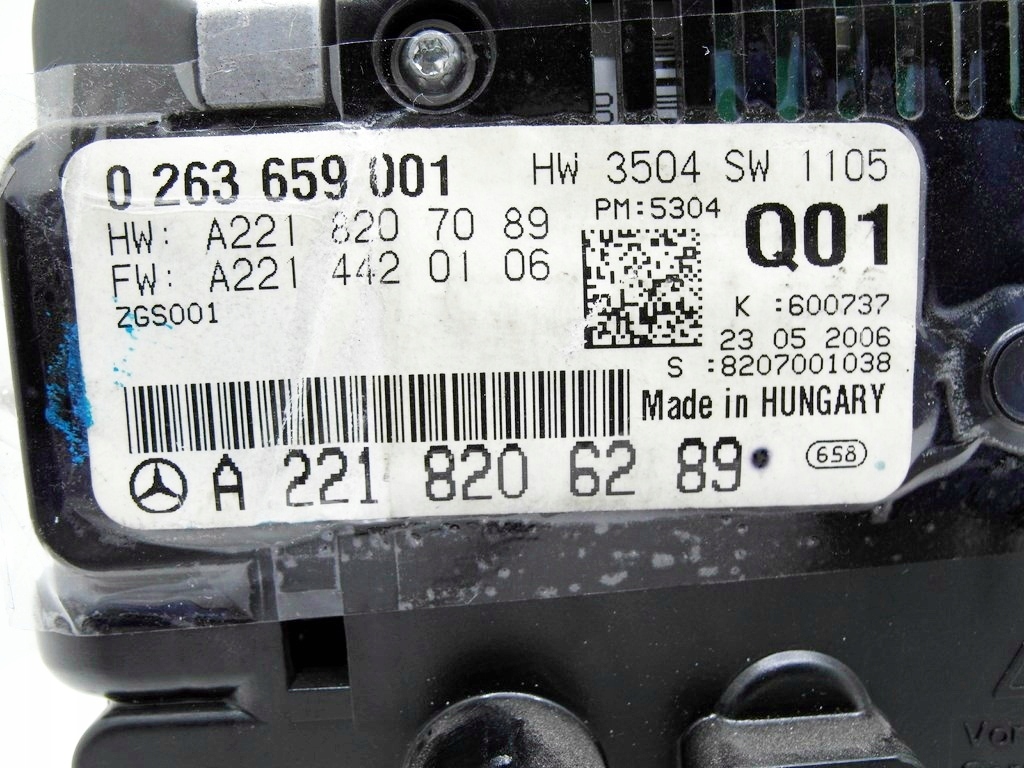 0 263 659 001
HW 3504 SW 1105
HW: A221 820 70 89
PM:5304
Q01
FW: A221 442 01 06
ZGS001
K :600737
23 05 2006
S :8207001038
Made in HUNGARY
A 221 820 62 89
658
00